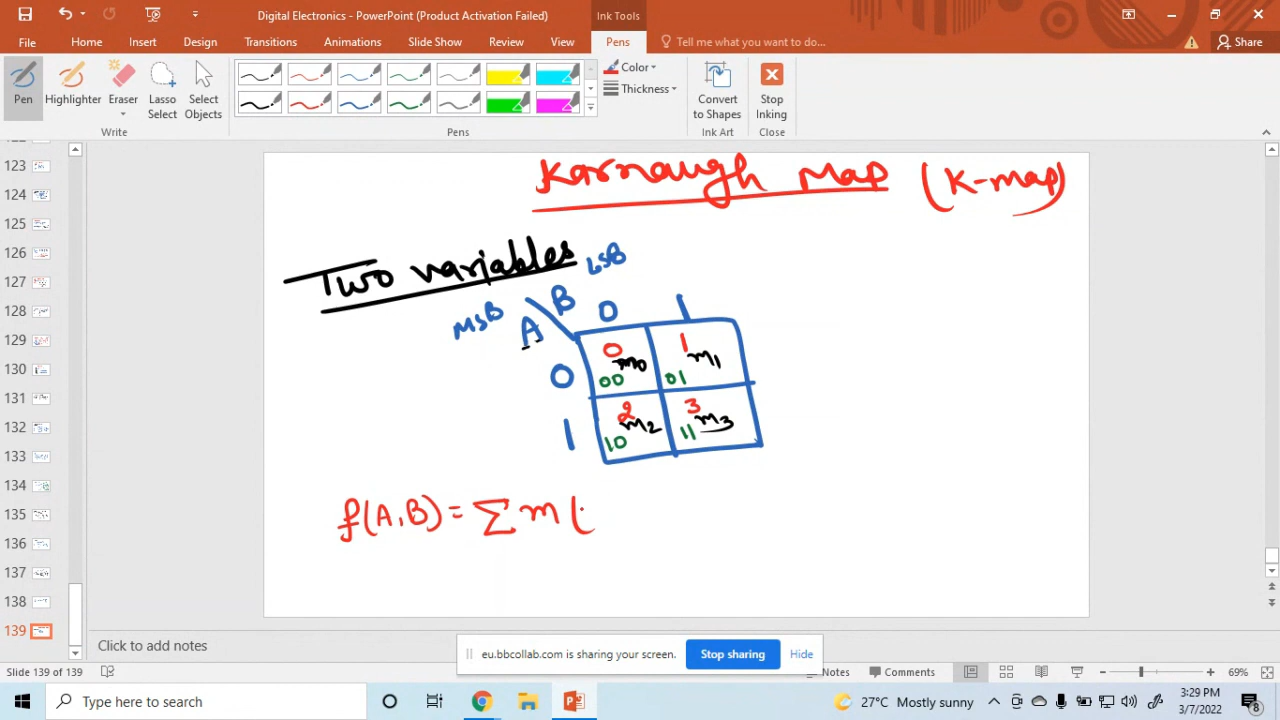 Digital Electronics - PowerPoint (Product Activation Failed)
Ink Tools
File Home Insert Design Transitions Animations Slide Show Review View Pens Tell me what you want to do... Share
Pen Highlighter Eraser Lasso Select Select Objects
Color
Thickness
Convert to Shapes
Stop Inking
Write Pens Ink Art Close
123
124
125
126
127
128
129
130
131
132
133
134
135
136
137
138
139
Karnaugh Map (K-map)
Two variables
LSB
MSB
A B 0 1
0 0 m0 00 1 m1 01
1 2 m2 10 3 m3 11
f(A,B) = ∑ m (
Click to add notes
eu.bbcollab.com is sharing your screen. Stop sharing Hide
Slide 139 of 139 Notes Comments 69%
Type here to search
27°C Mostly sunny
3:29 PM
3/7/2022
8